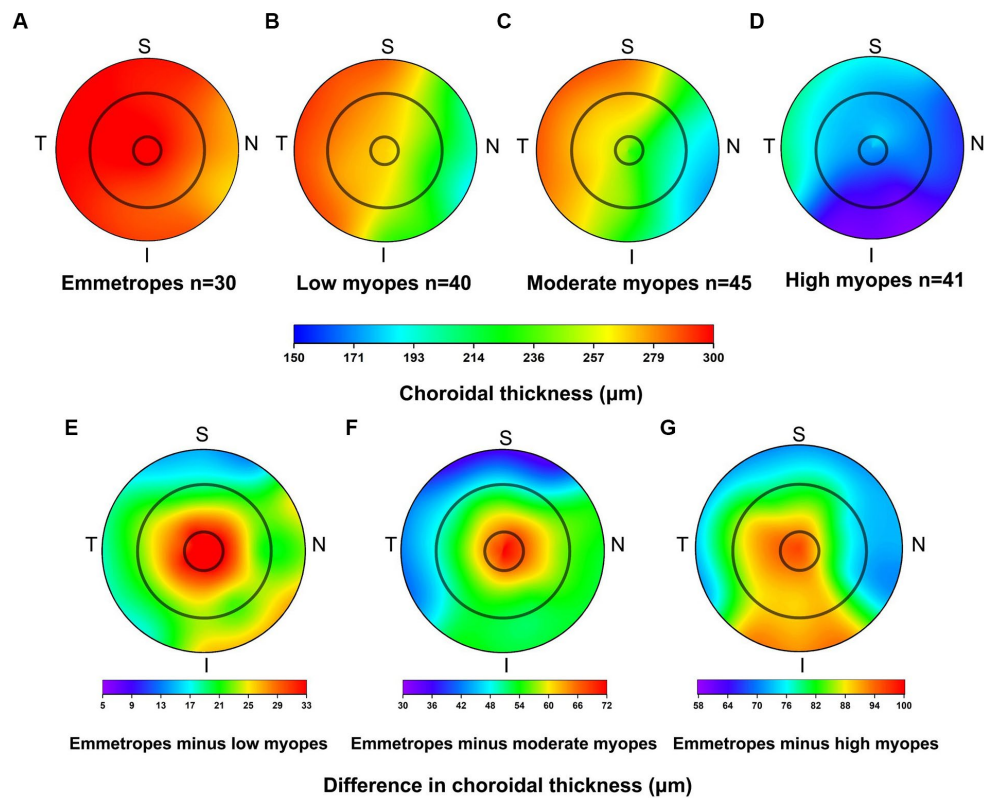 A B C D
S S S S
T N T N T N T N
I I I I
Emmetropes n=30 Low myopes n=40 Moderate myopes n=45 High myopes n=41
150 171 193 214 236 257 279 300
Choroidal thickness (µm)
E F G
S S S
T N T N T N
I I I
5 9 13 17 21 25 29 33 30 36 42 48 54 60 66 72 58 64 70 76 82 88 94 100
Emmetropes minus low myopes Emmetropes minus moderate myopes Emmetropes minus high myopes
Difference in choroidal thickness (µm)